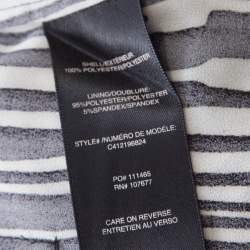 SHELL/EXTÉRIEUR
100% POLYESTER/POLYESTER
LINING/DOUBLURE:
95%POLYESTER/POLYESTER
5%SPANDEX/SPANDEX
STYLE#/NUMÉRO DE MODÈLE:
C412196824
PO# 111465
RN# 107677
CARE ON REVERSE
ENTRETIEN AU VERSO